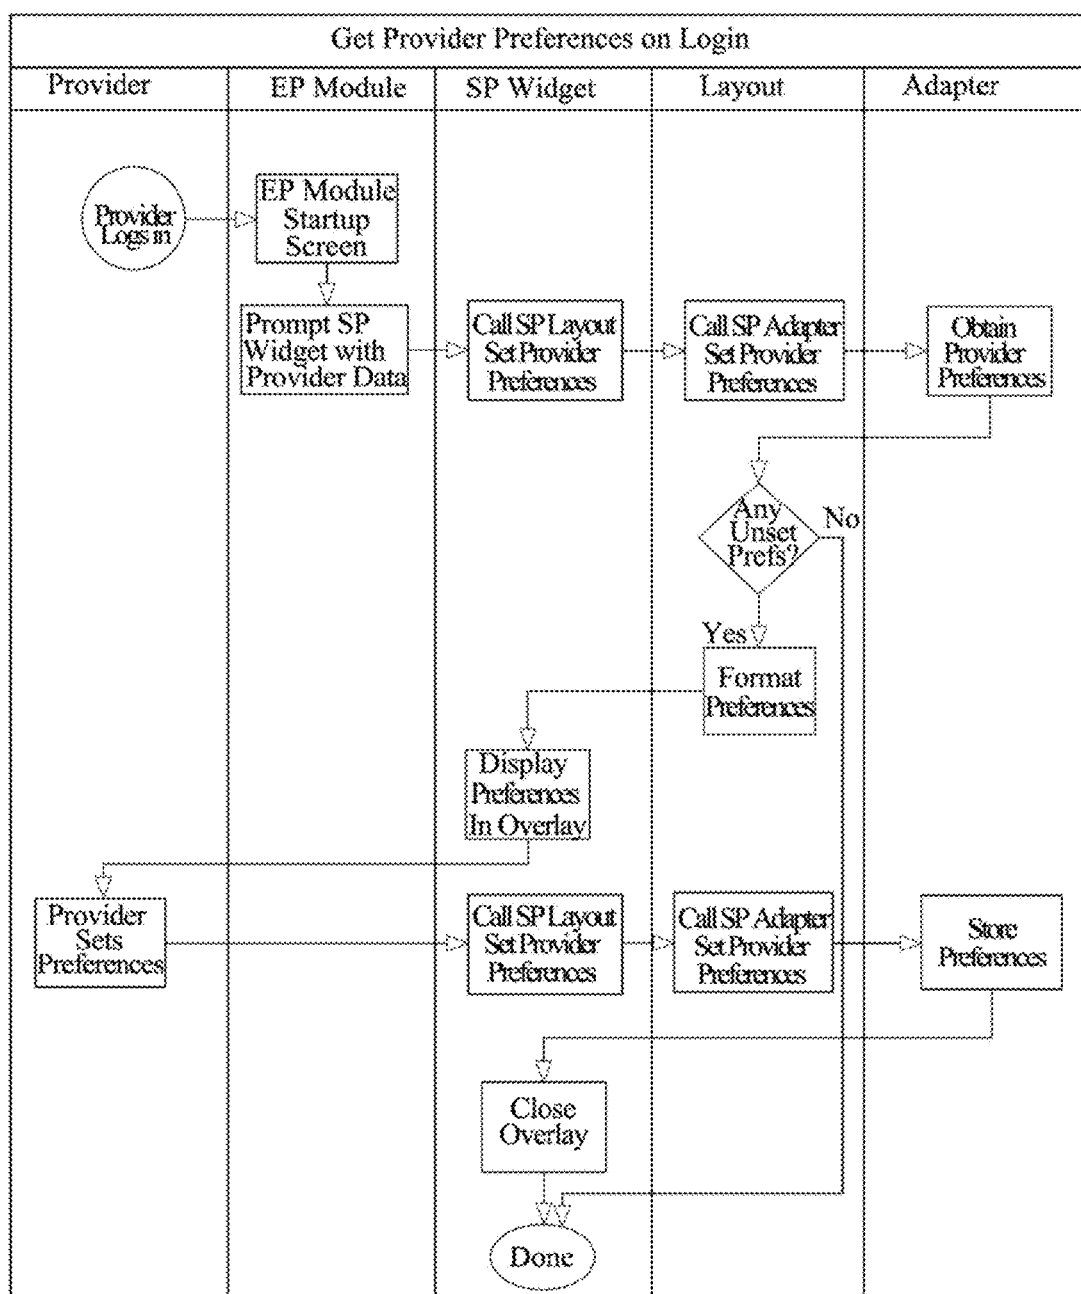 Get Provider Preferences on Login
Provider
EP Module
SP Widget
Layout
Adapter
Provider
Logs in
EP Module
Startup
Screen
Prompt SP
Widget with
Provider Data
Call SP Layout
Set Provider
Preferences
Call SP Adapter
Set Provider
Preferences
Obtain
Provider
Preferences
Any
Unset
Prefs?
No
Yes
Format
Preferences
Display
Preferences
In Overlay
Provider
Sets
Preferences
Call SP Layout
Set Provider
Preferences
Call SP Adapter
Set Provider
Preferences
Store
Preferences
Close
Overlay
Done